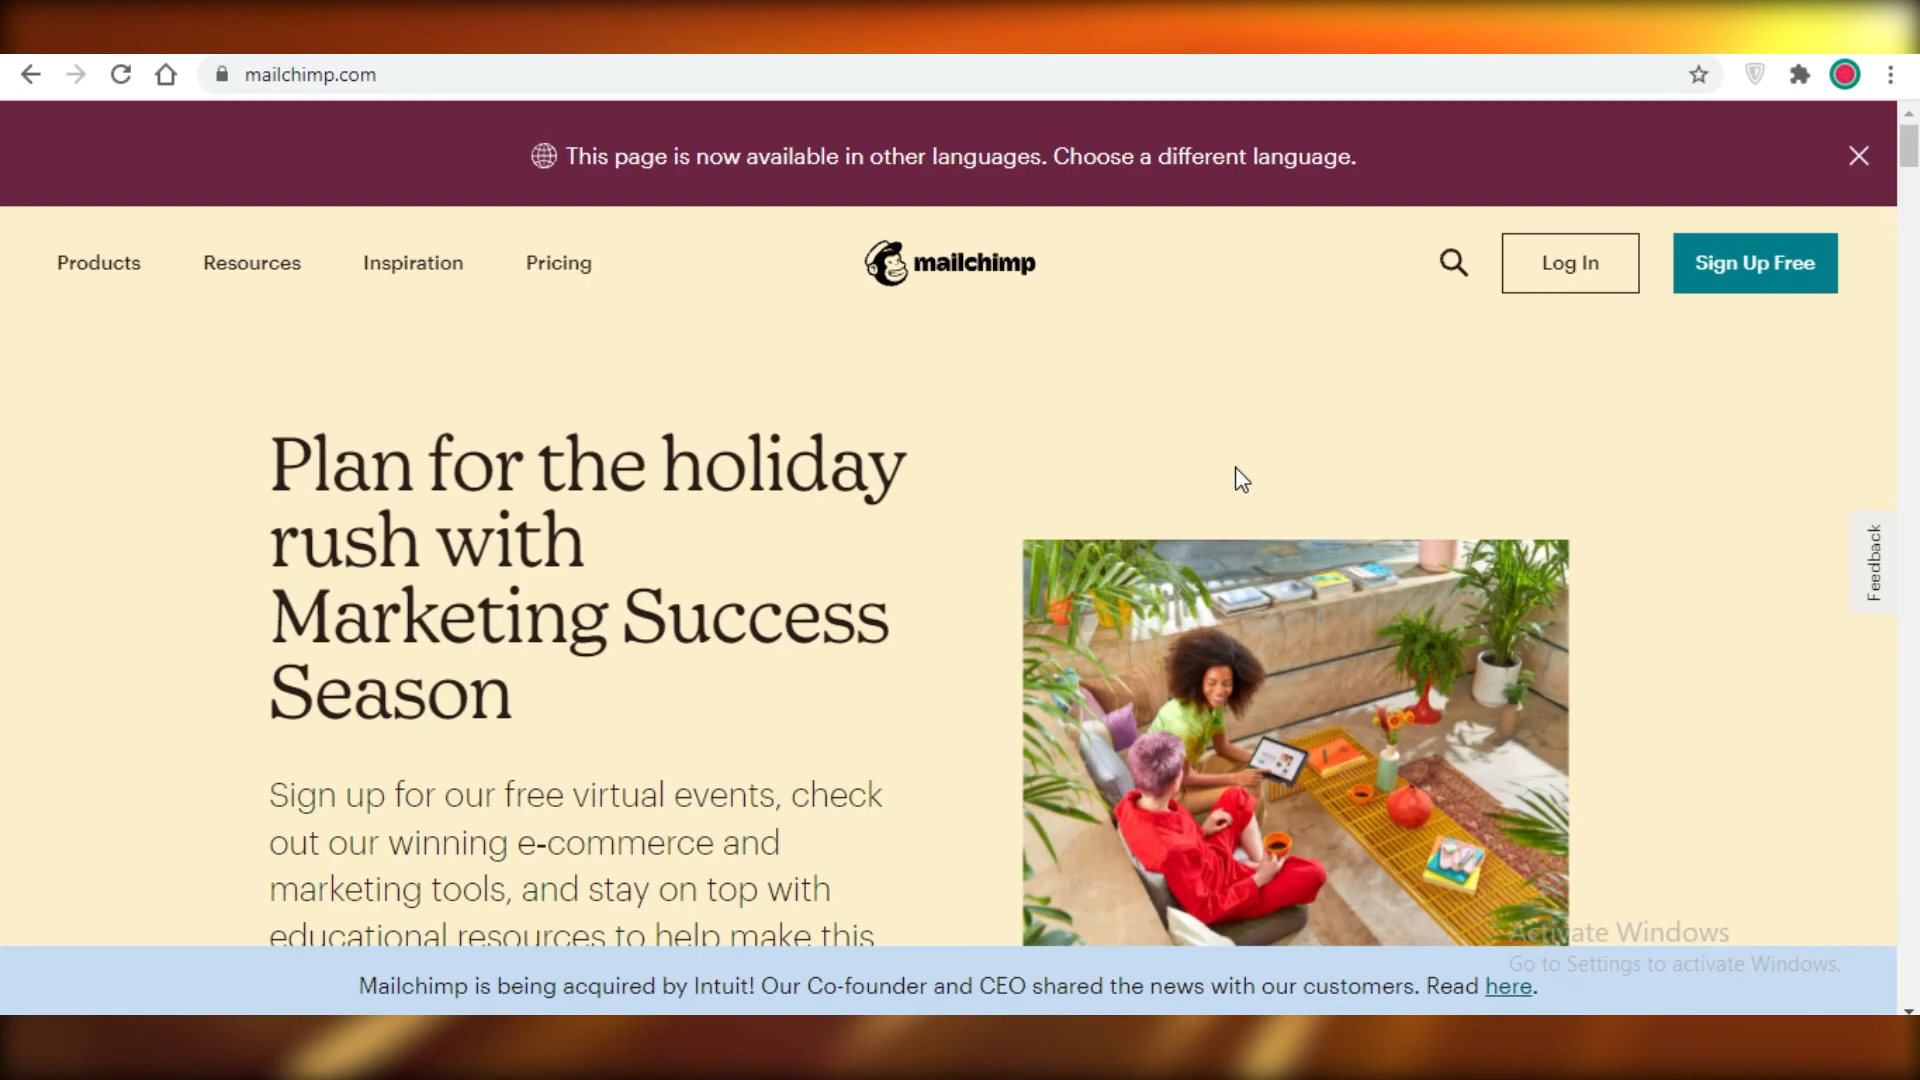 mailchimp.com
This page is now available in other languages. Choose a different language.
Products Resources Inspiration Pricing mailchimp Log In Sign Up Free
Plan for the holiday
rush with
Marketing Success
Season
Sign up for our free virtual events, check
out our winning e-commerce and
marketing tools, and stay on top with
educational resources to help make this
Feedback
Activate Windows
Go to Settings to activate Windows.
Mailchimp is being acquired by Intuit! Our Co-founder and CEO shared the news with our customers. Read here.